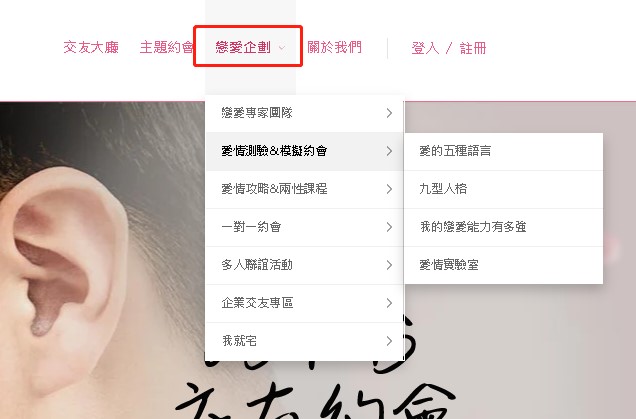 交友大廳 主題約會 戀愛企劃 關於我們 登入 / 註冊
戀愛專家團隊
愛情測驗&模擬約會
愛的五種語言
愛情攻略&兩性課程
九型人格
一對一約會
我的戀愛能力有多強
多人聯誼活動
愛情實驗室
企業交友專區
我就宅
交友約會